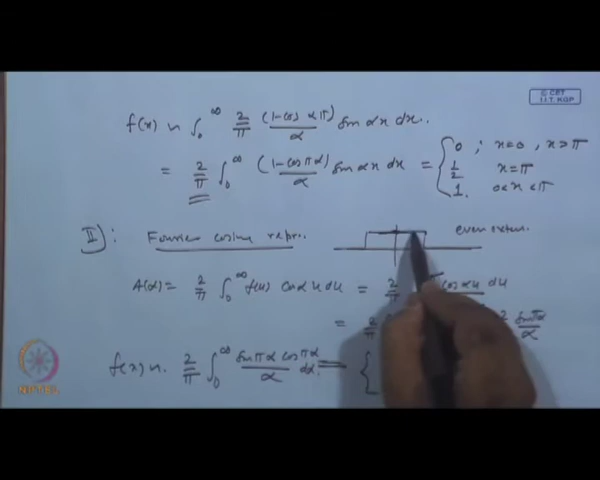 © CET
I.I.T. KGP
f(x) ~ ∫₀^∞ 2/π (1-cos απ)/α sin αx dx.
= 2/π ∫₀^∞ (1-cos πα)/α sin αx dx = { 0 ; x=0, x>π
1/2 x=π
1. 0<x<π
II): Fourier cosine repr. even exten.
A(α) = 2/π ∫₀^∞ f(u) cos αu du = 2/π cos αu du
= 2/π sin πα/α
f(x) ~ 2/π ∫₀^∞ sin πα cos πα/α dα = {
NPTEL